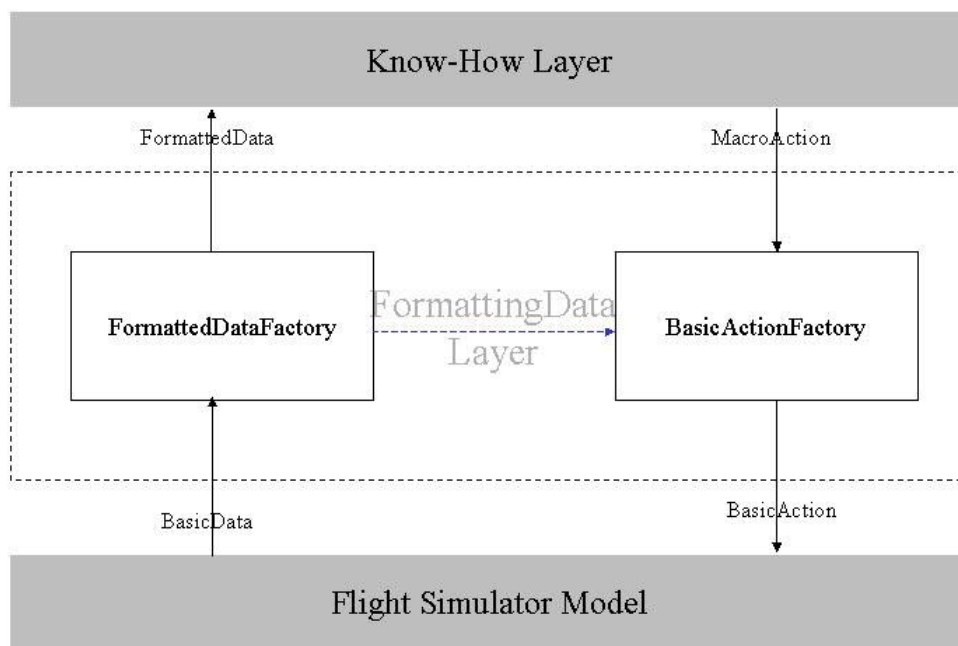 Know-How Layer
FormattedData
MacroAction
FormattingData
Layer
FormattedDataFactory
BasicActionFactory
BasicData
BasicAction
Flight Simulator Model